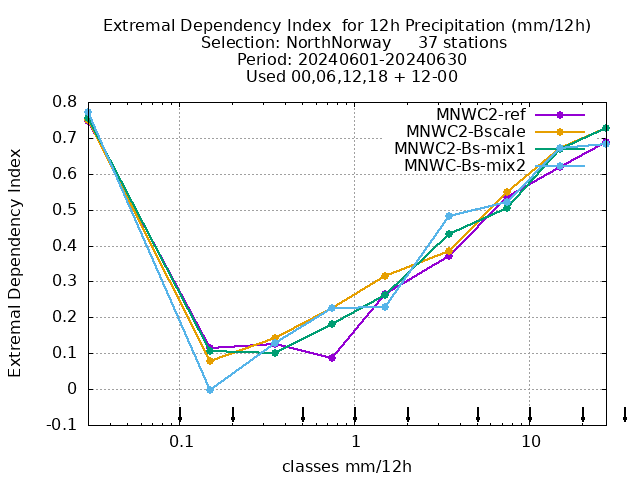 Extremal Dependency Index  for 12h Precipitation (mm/12h)
Selection: NorthNorway     37 stations
Period: 20240601-20240630
Used 00,06,12,18 + 12-00
MNWC2-ref
MNWC2-Bscale
MNWC2-Bs-mix1
MNWC-Bs-mix2
Extremal Dependency Index
0.8
0.7
0.6
0.5
0.4
0.3
0.2
0.1
0
-0.1
0.1 1 10
classes mm/12h